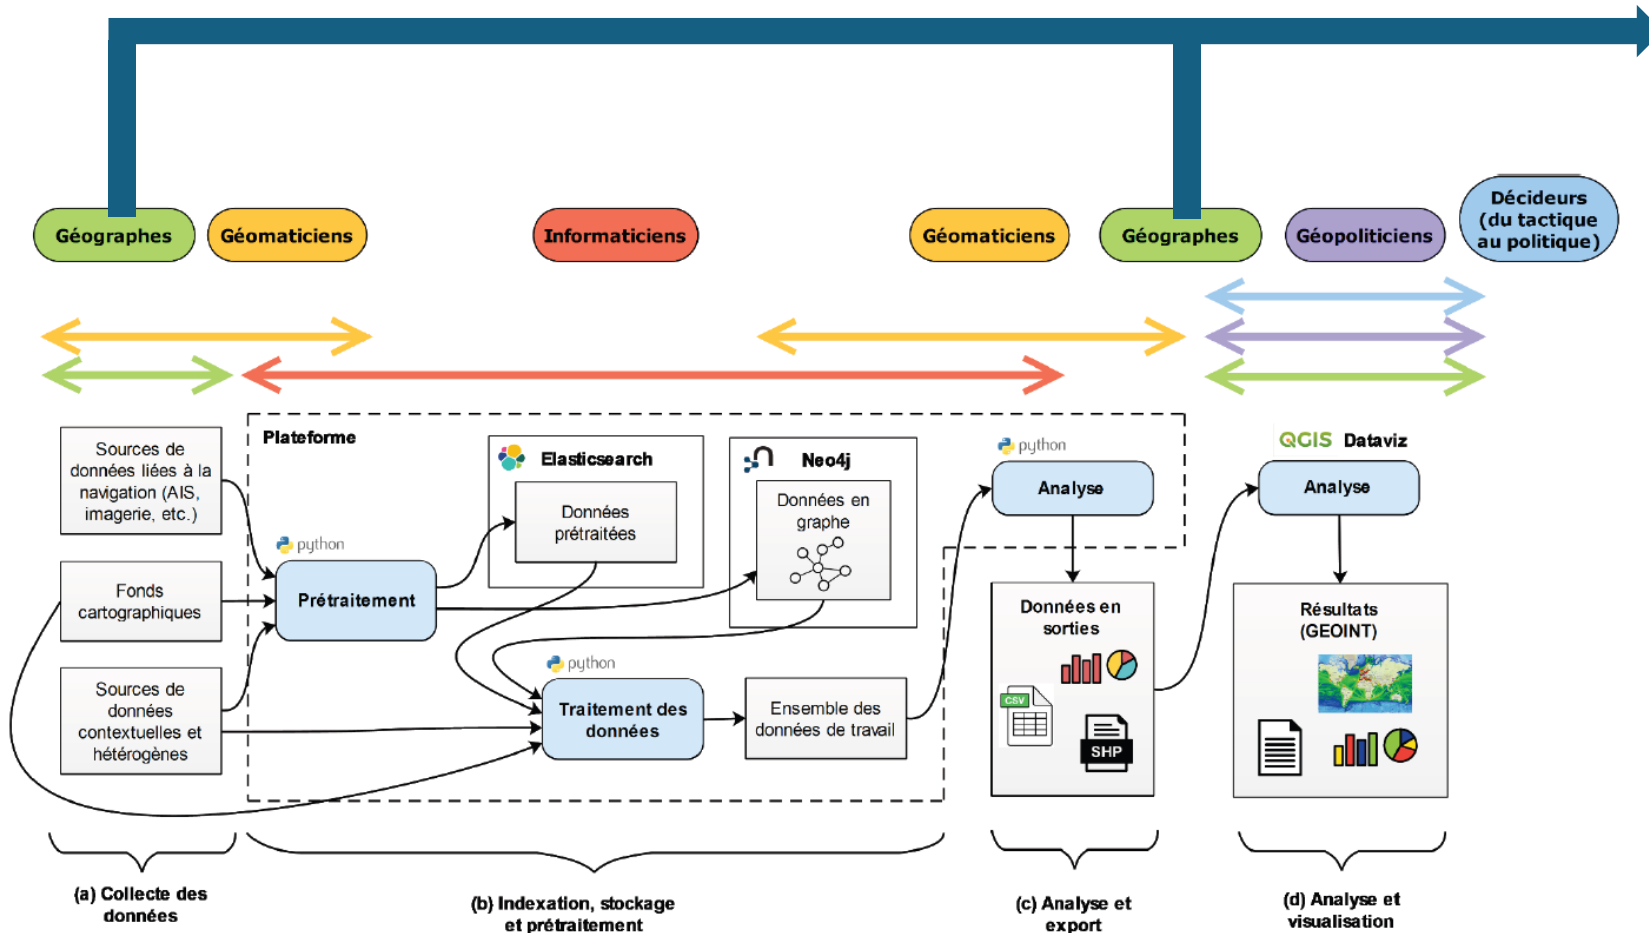 Géographes
Géomaticiens
Informaticiens
Géomaticiens
Géographes
Géopoliticiens
Décideurs
(du tactique
au politique)
Plateforme
Sources de
données liées à la
navigation (AIS,
imagerie, etc.)
Fonds
cartographiques
Sources de
données
contextuelles et
hétérogènes
python
Prétraitement
Elasticsearch
Données
prétraitées
Neo4j
Données en
graphe
python
Traitement des
données
Ensemble des
données de travail
python
Analyse
Données en
sorties
CSV
SHP
QGIS Dataviz
Analyse
Résultats
(GEOINT)
(a) Collecte des
données
(b) Indexation, stockage
et prétraitement
(c) Analyse et
export
(d) Analyse et
visualisation